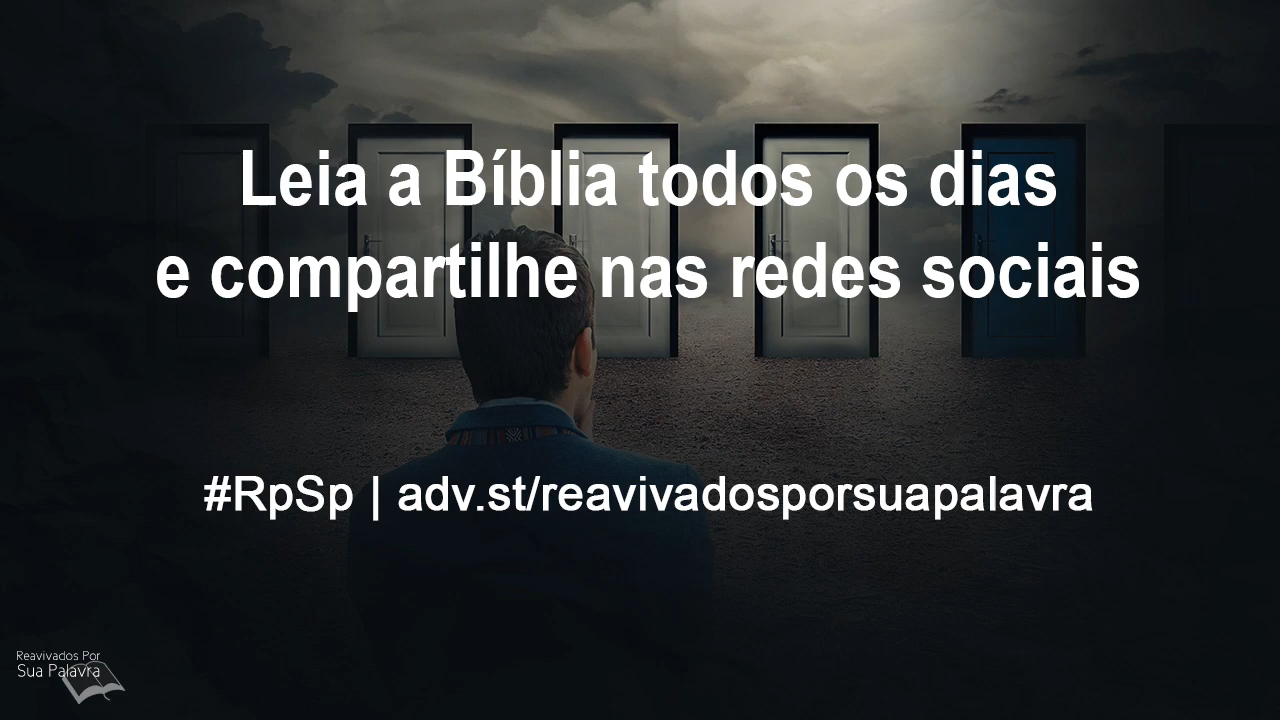 Leia a Bíblia todos os dias
e compartilhe nas redes sociais
#RpSp | adv.st/reavivadosporsuapalavra
Reavivados Por
Sua Palavra